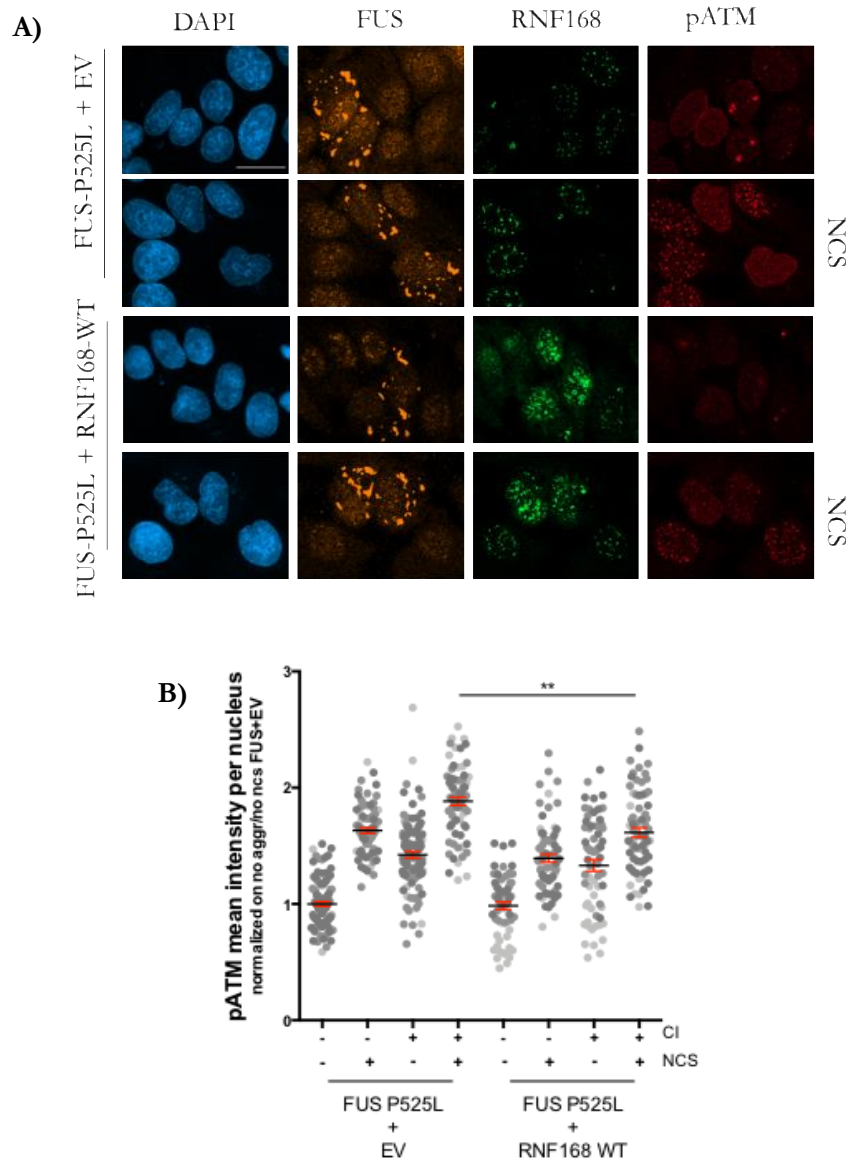 A)
DAPI FUS RNF168 pATM
FUS-P525L + EV
NCS
FUS-P525L + RNF168-WT
NCS
B)
pATM mean intensity per nucleus
normalized on no aggr/no ncs FUS+EV
3
2
1
0
**
- - + + - - + + CI
- + - + - + - + NCS
FUS P525L FUS P525L
+ +
EV RNF168 WT